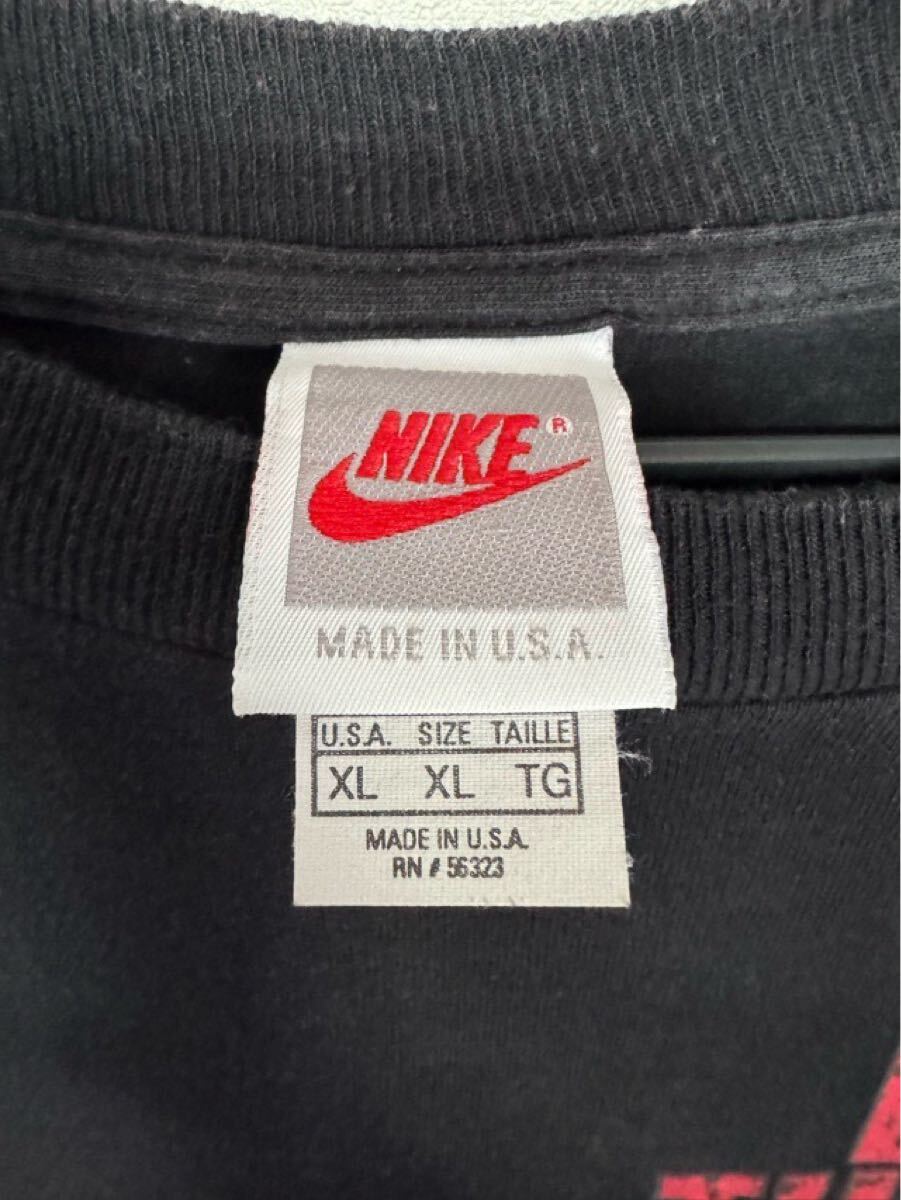 NIKE®
MADE IN U.S.A.
U.S.A. SIZE TAILLE
XL XL TG
MADE IN U.S.A.
RN # 56323